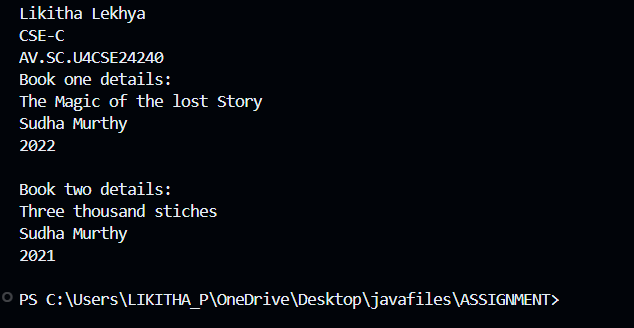 Likitha Lekhya
CSE-C
AV.SC.U4CSE24240
Book one details:
The Magic of the lost Story
Sudha Murthy
2022
Book two details:
Three thousand stiches
Sudha Murthy
2021
PS C:\Users\LIKITHA_P\OneDrive\Desktop\javafiles\ASSIGNMENT>